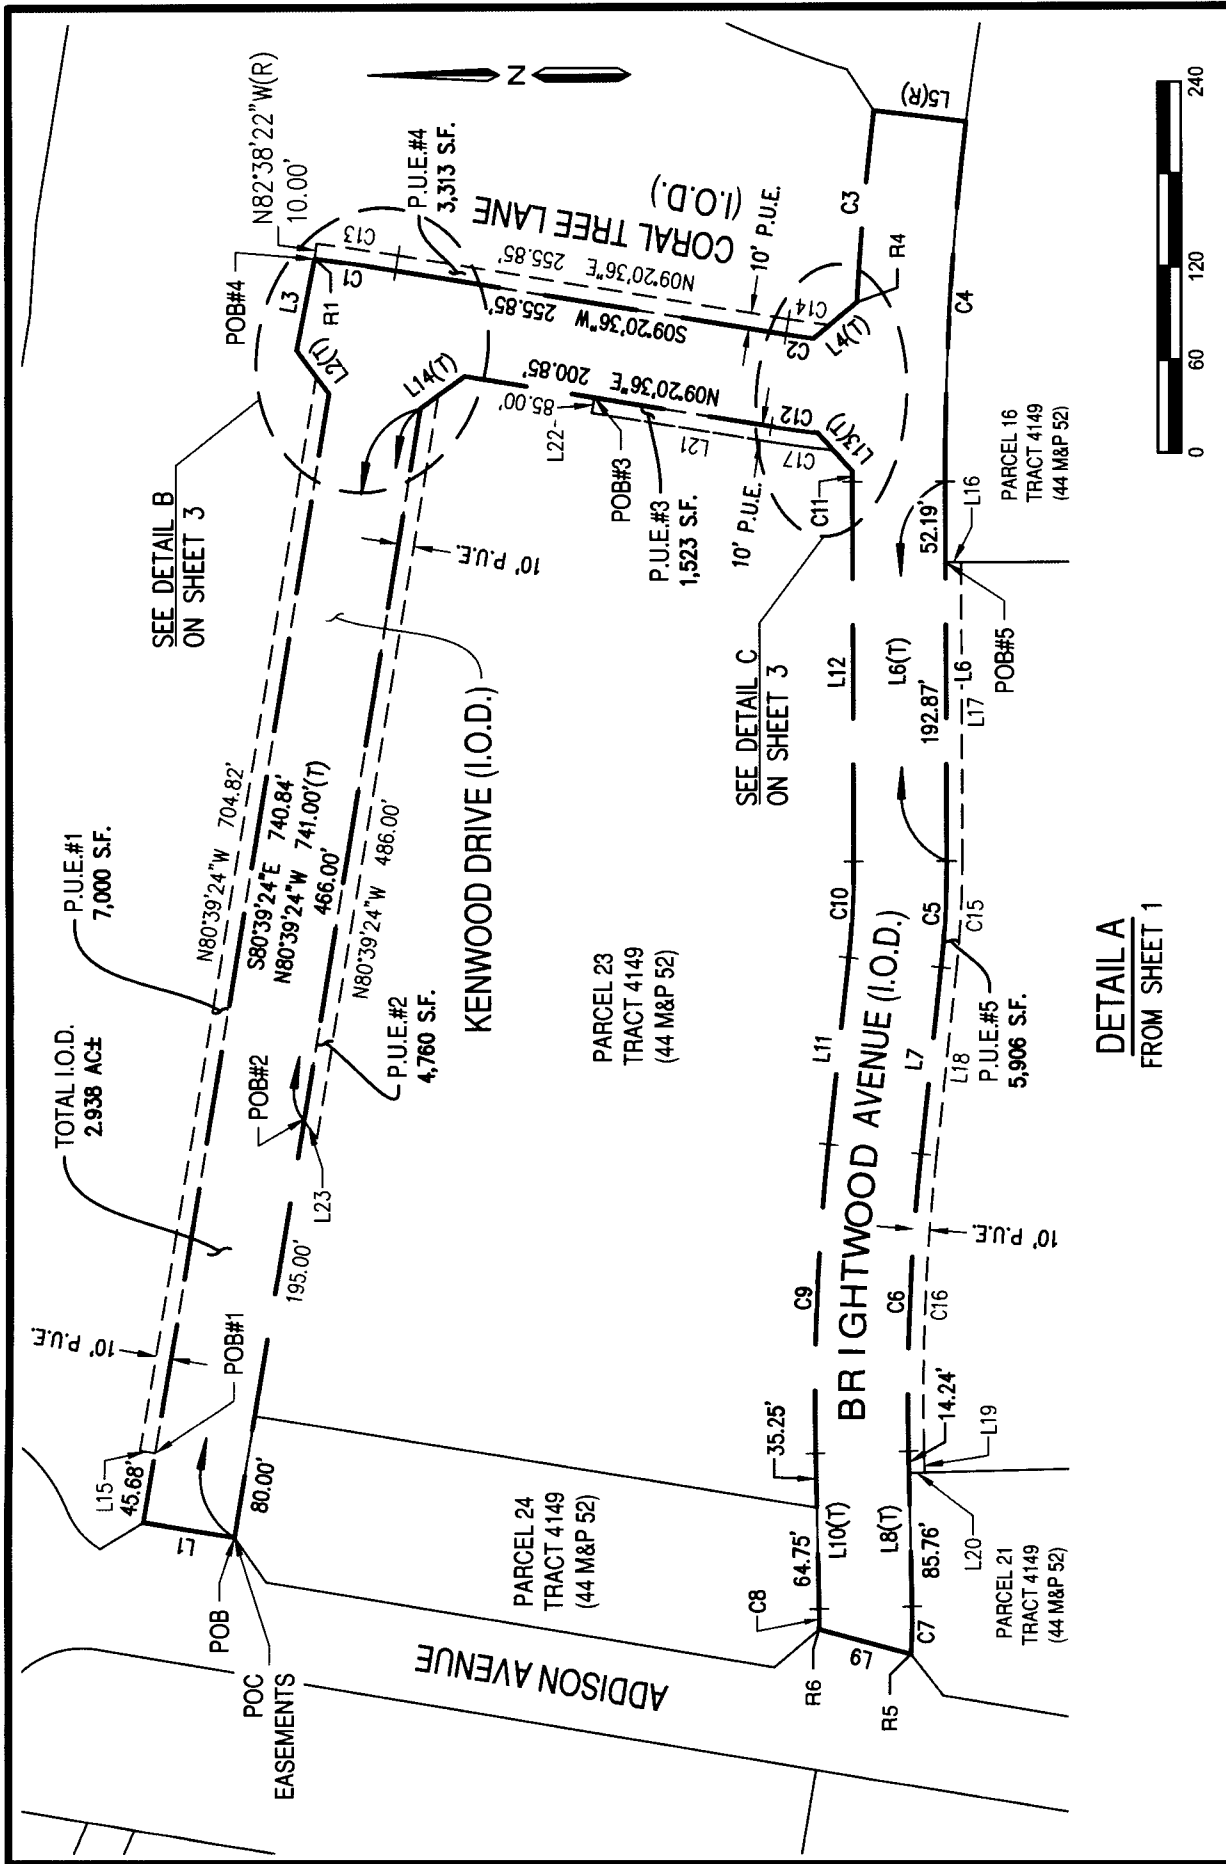 TOTAL I.O.D.
2.938 AC±
P.U.E.#1
7,000 S.F.
SEE DETAIL B
ON SHEET 3
POB#4
N82°38'22"W(R)
10.00'
N
L15
45.68'
10' P.U.E.
POB#1
L1
80.00'
POB
POC
EASEMENTS
195.00'
L23
POB#2
N80°39'24"W 704.82'
S80°39'24"E 740.84'
N80°39'24"W 741.00'(T)
466.00'
N80°39'24"W 486.00'
P.U.E.#2
4,760 S.F.
10' P.U.E.
KENWOOD DRIVE (I.O.D.)
L2(T)
L3
R1
C1
C13
L14(T)
P.U.E.#4
3,313 S.F.
CORAL TREE LANE
(I.O.D.)
N09°20'36"E 255.85'
S09°20'36"W 255.85'
N09°20'36"E 200.85'
85.00'
L22
L21
POB#3
P.U.E.#3
1,523 S.F.
10' P.U.E.
10' P.U.E.
C17
C12
C2
C14
L4(T)
L13(T)
C11
R4
C3
L5(R)
C4
ADDISON AVENUE
PARCEL 24
TRACT 4149
(44 M&P 52)
PARCEL 23
TRACT 4149
(44 M&P 52)
SEE DETAIL C
ON SHEET 3
R6
C8
64.75'
L10(T)
35.25'
C9
L11
C10
L12
L9
BRIGHTWOOD AVENUE (I.O.D.)
R5
C7
85.76'
L8(T)
14.24'
C6
L7
C5
192.87'
L6(T)
52.19'
L20
L19
C16
10' P.U.E.
L18
C15
L17
L6
L16
POB#5
P.U.E.#5
5,906 S.F.
PARCEL 21
TRACT 4149
(44 M&P 52)
PARCEL 16
TRACT 4149
(44 M&P 52)
DETAIL A
FROM SHEET 1
0 60 120 240